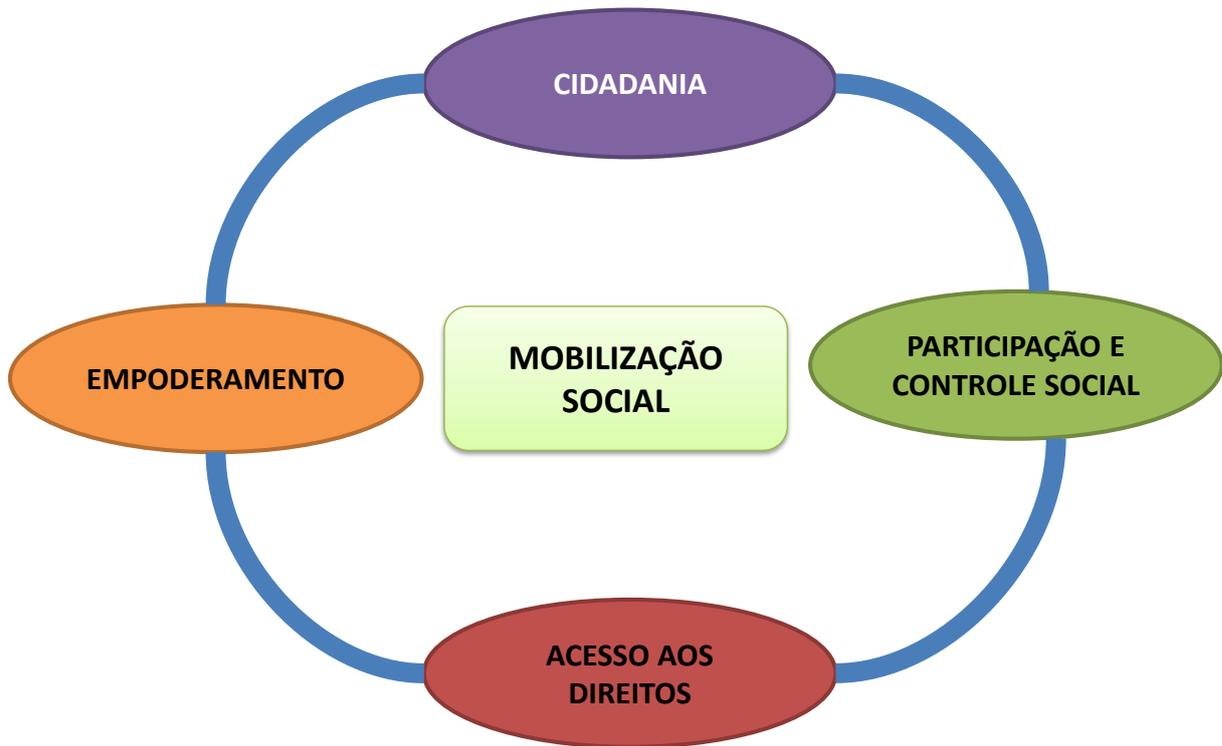 CIDADANIA
EMPODERAMENTO
MOBILIZAÇÃO
SOCIAL
PARTICIPAÇÃO E
CONTROLE SOCIAL
ACESSO AOS
DIREITOS